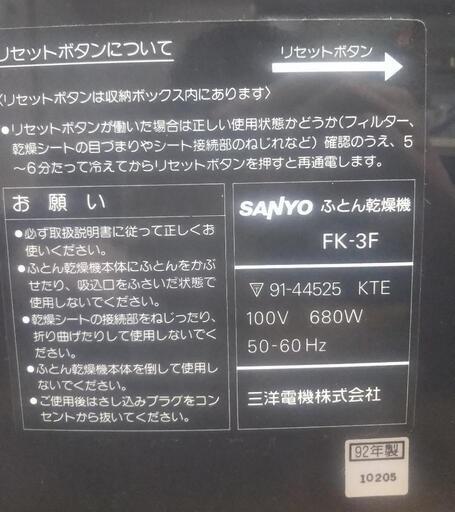 リセットボタンについて
リセットボタン
〈リセットボタンは収納ボックス内にあります〉
●リセットボタンが働いた場合は正しい使用状態かどうか(フィルター、
乾燥シートの目づまりやシート接続部のねじれなど)確認のうえ、5
～6分たって冷えてからリセットボタンを押すと再通電します。
お願い
●必ず取扱説明書に従って正しくお
使いください。
●ふとん乾燥機本体にふとんをかぶ
せたり、吸込口をふさいだ状態で
使用しないでください。
●乾燥シートの接続部をねじったり、
折り曲げたりして使用しないでく
ださい。
●ふとん乾燥機本体を倒して使用し
ないでください。
●ご使用後はさし込みプラグをコン
セントから抜いてください。
SANYO ふとん乾燥機
FK-3F
▽ 91-44525 KTE
100V 680W
50-60Hz
三洋電機株式会社
92年製
10205